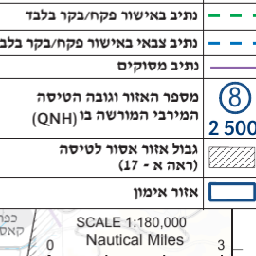 נתיב באישור פקח/בקר בלבד
נתיב צבאי באישור פקח/בקר בלבד
נתיב מסוקים
מספר האזור וגובה הטיסה
המירבי המורשה בו (QNH)
8
2 500
גבול אזור אסור לטיסה
(ראה א - 17)
אזור אימון
SCALE 1:180,000
Nautical Miles
0 3
כפר